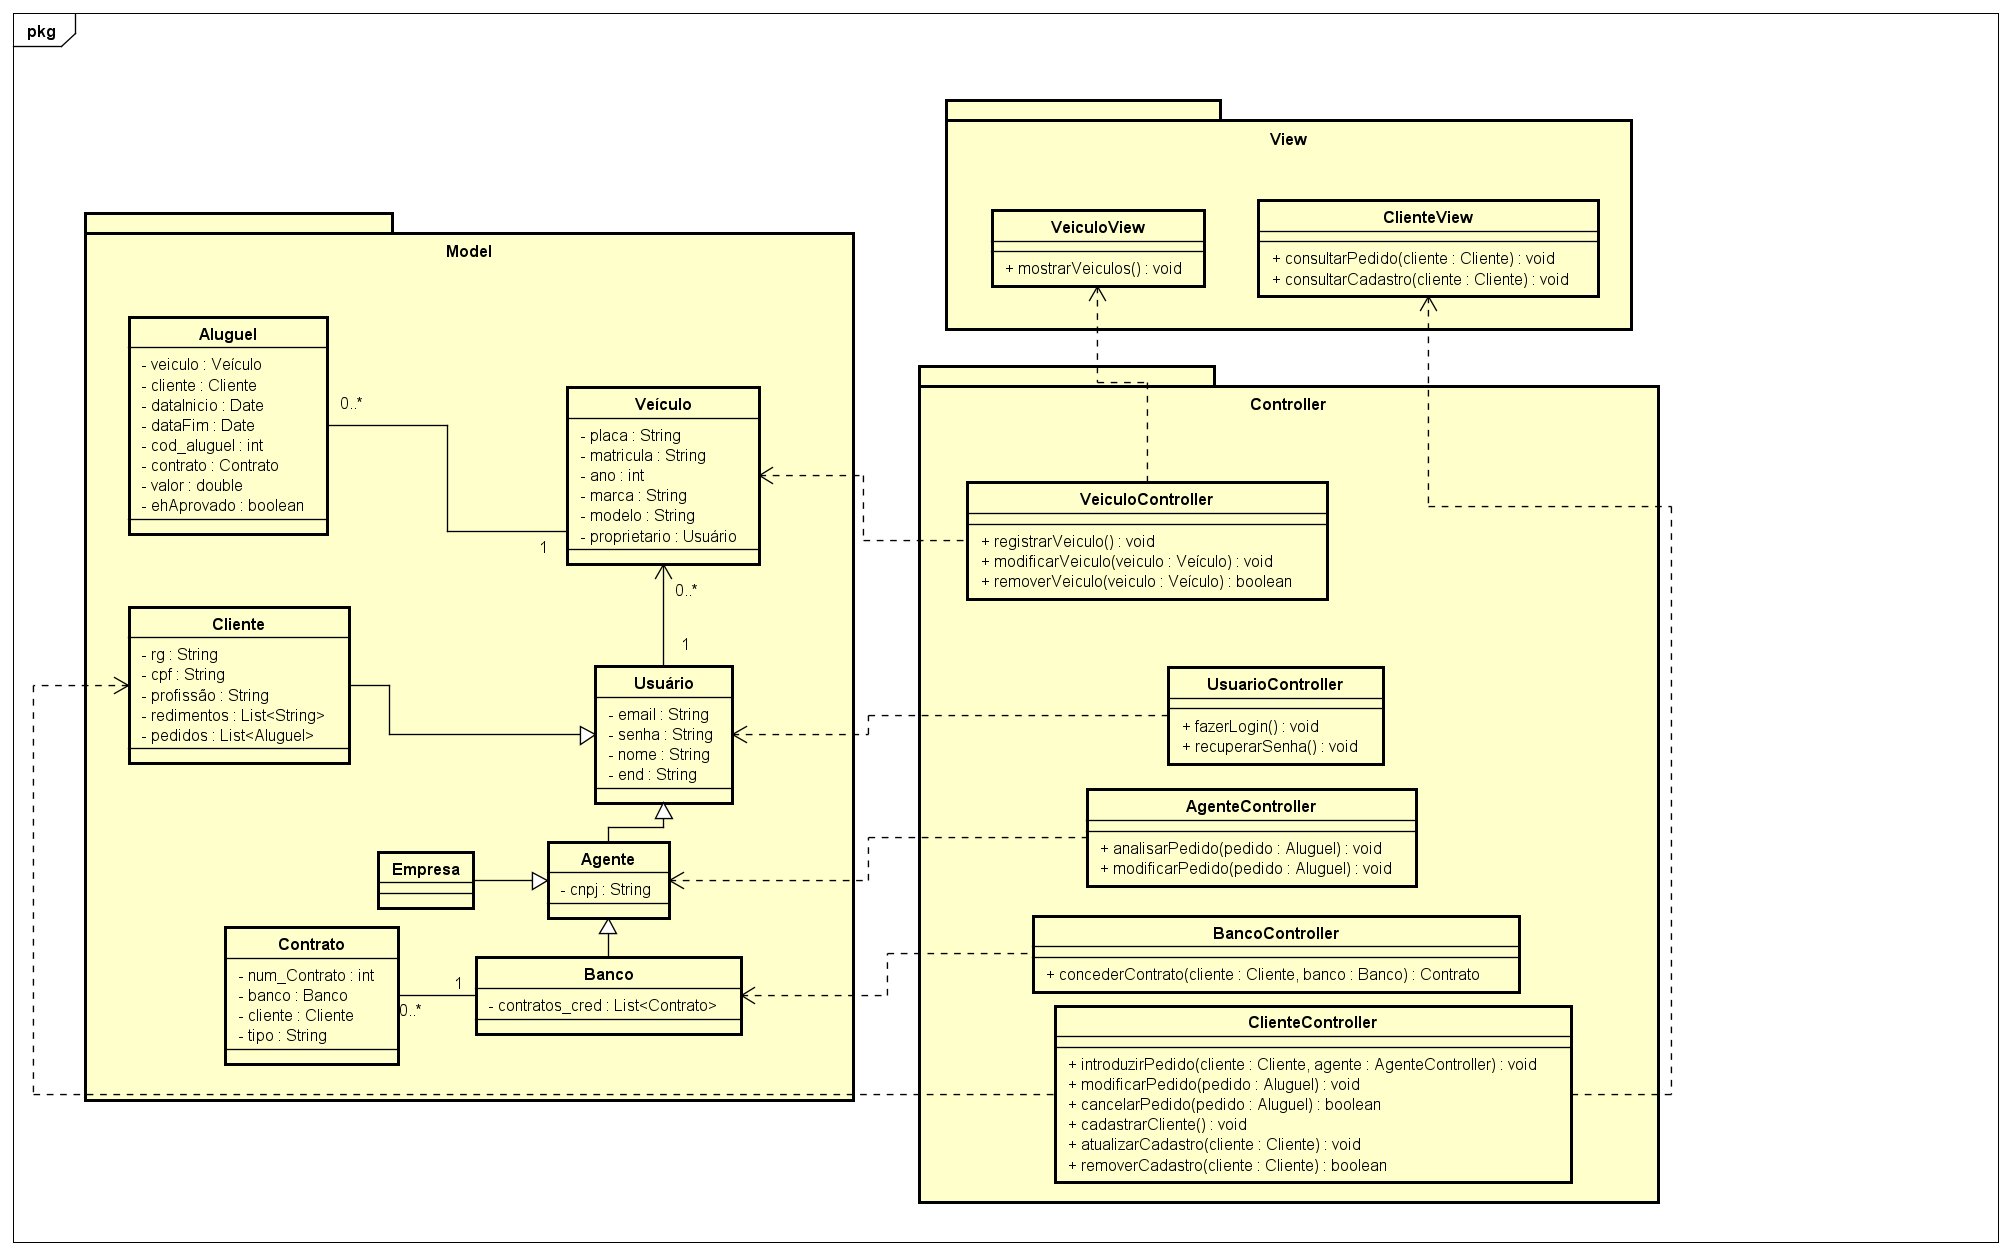 pkg
Model
Aluguel
- veiculo : Veículo
- cliente : Cliente
- dataInicio : Date
- dataFim : Date
- cod_aluguel : int
- contrato : Contrato
- valor : double
- ehAprovado : boolean
0..*
1
Veículo
- placa : String
- matricula : String
- ano : int
- marca : String
- modelo : String
- proprietario : Usuário
0..*
1
Cliente
- rg : String
- cpf : String
- profissão : String
- redimentos : List<String>
- pedidos : List<Aluguel>
Usuário
- email : String
- senha : String
- nome : String
- end : String
Empresa
Agente
- cnpj : String
Contrato
- num_Contrato : int
- banco : Banco
- cliente : Cliente
- tipo : String
1
0..*
Banco
- contratos_cred : List<Contrato>
View
VeiculoView
+ mostrarVeiculos() : void
ClienteView
+ consultarPedido(cliente : Cliente) : void
+ consultarCadastro(cliente : Cliente) : void
Controller
VeiculoController
+ registrarVeiculo() : void
+ modificarVeiculo(veiculo : Veículo) : void
+ removerVeiculo(veiculo : Veículo) : boolean
UsuarioController
+ fazerLogin() : void
+ recuperarSenha() : void
AgenteController
+ analisarPedido(pedido : Aluguel) : void
+ modificarPedido(pedido : Aluguel) : void
BancoController
+ concederContrato(cliente : Cliente, banco : Banco) : Contrato
ClienteController
+ introduzirPedido(cliente : Cliente, agente : AgenteController) : void
+ modificarPedido(pedido : Aluguel) : void
+ cancelarPedido(pedido : Aluguel) : boolean
+ cadastrarCliente() : void
+ atualizarCadastro(cliente : Cliente) : void
+ removerCadastro(cliente : Cliente) : boolean